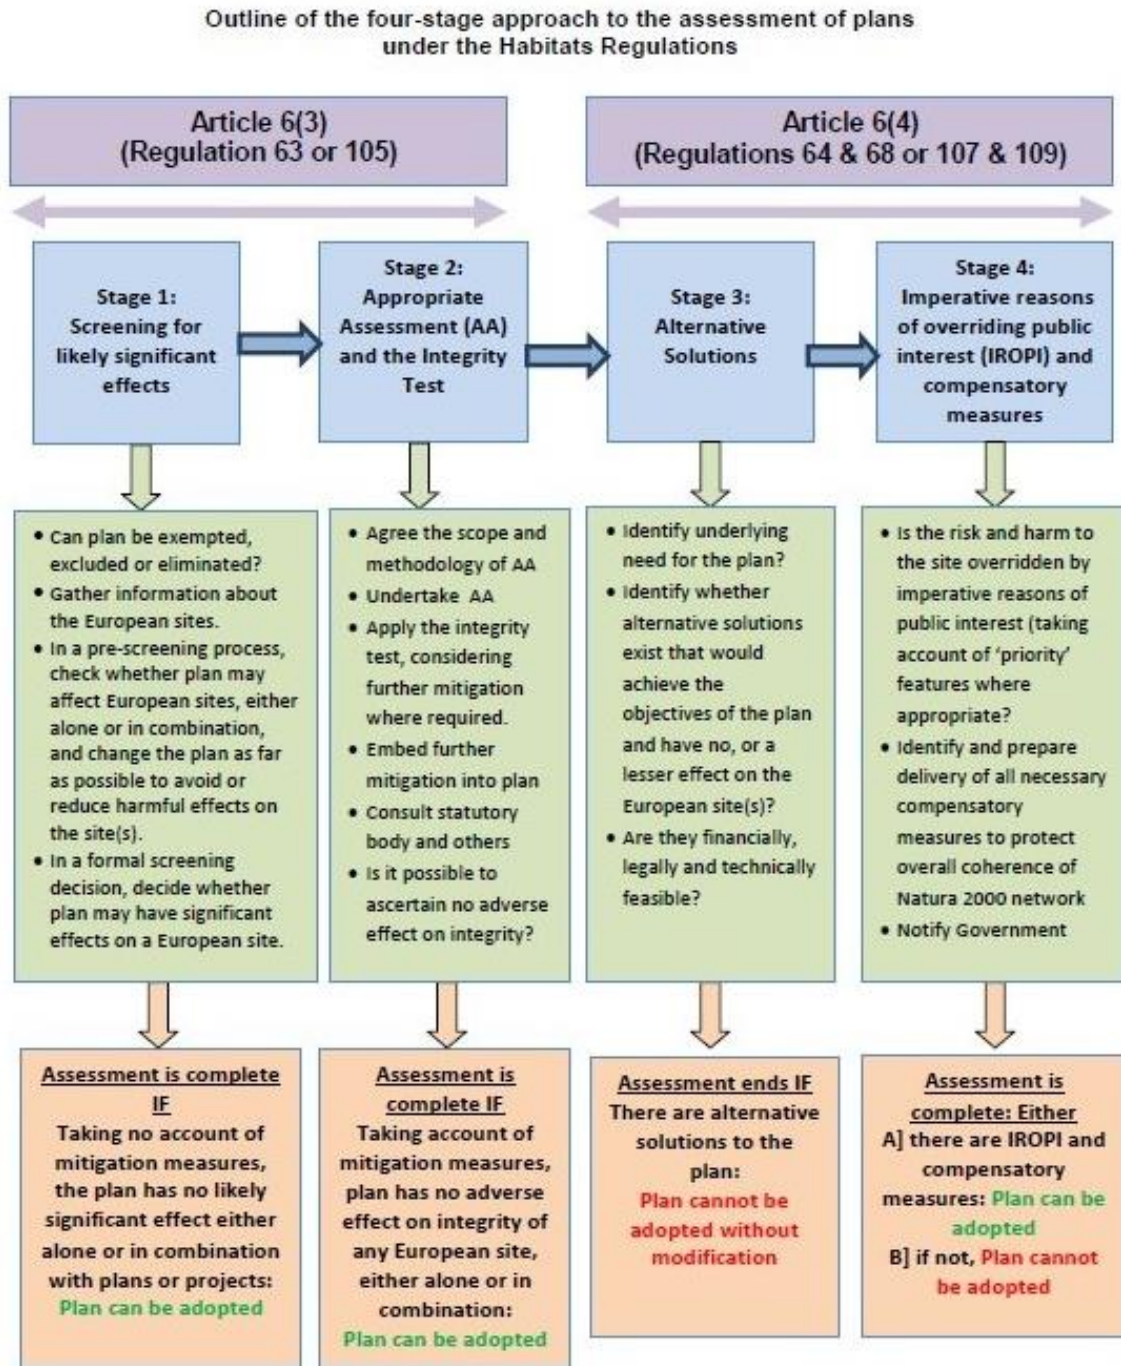 Outline of the four-stage approach to the assessment of plans
under the Habitats Regulations
Article 6(3)
(Regulation 63 or 105)
Article 6(4)
(Regulations 64 & 68 or 107 & 109)
Stage 1:
Screening for
likely significant
effects
Stage 2:
Appropriate
Assessment (AA)
and the Integrity
Test
Stage 3:
Alternative
Solutions
Stage 4:
Imperative reasons
of overriding public
interest (IROPI) and
compensatory
measures
• Can plan be exempted,
excluded or eliminated?
• Gather information about
the European sites.
• In a pre-screening process,
check whether plan may
affect European sites, either
alone or in combination,
and change the plan as far
as possible to avoid or
reduce harmful effects on
the site(s).
• In a formal screening
decision, decide whether
plan may have significant
effects on a European site.
• Agree the scope and
methodology of AA
• Undertake AA
• Apply the integrity
test, considering
further mitigation
where required.
• Embed further
mitigation into plan
• Consult statutory
body and others
• Is it possible to
ascertain no adverse
effect on integrity?
• Identify underlying
need for the plan?
• Identify whether
alternative solutions
exist that would
achieve the
objectives of the plan
and have no, or a
lesser effect on the
European site(s)?
• Are they financially,
legally and technically
feasible?
• Is the risk and harm to
the site overridden by
imperative reasons of
public interest (taking
account of ‘priority’
features where
appropriate?
• Identify and prepare
delivery of all necessary
compensatory
measures to protect
overall coherence of
Natura 2000 network
• Notify Government
Assessment is complete
IF
Taking no account of
mitigation measures,
the plan has no likely
significant effect either
alone or in combination
with plans or projects:
Plan can be adopted
Assessment is
complete IF
Taking account of
mitigation measures,
plan has no adverse
effect on integrity of
any European site,
either alone or in
combination:
Plan can be adopted
Assessment ends IF
There are alternative
solutions to the
plan:
Plan cannot be
adopted without
modification
Assessment is
complete: Either
A] there are IROPI and
compensatory
measures: Plan can be
adopted
B] if not, Plan cannot
be adopted